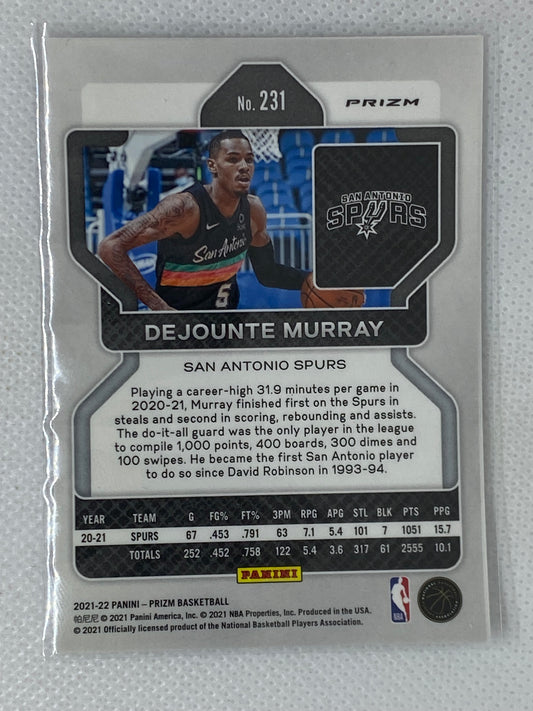 No. 231
PRIZM
SAN ANTONIO
SPURS
San Antonio
5
DEJOUNTE MURRAY
SAN ANTONIO SPURS
Playing a career-high 31.9 minutes per game in
2020-21, Murray finished first on the Spurs in
steals and second in scoring, rebounding and assists.
The do-it-all guard was the only player in the league
to compile 1,000 points, 400 boards, 300 dimes and
100 swipes. He became the first San Antonio player
to do so since David Robinson in 1993-94.
YEAR TEAM G FG% FT% 3PM RPG APG STL BLK PTS PPG
20-21 SPURS 67 .453 .791 63 7.1 5.4 101 7 1051 15.7
TOTALS 252 .452 .758 122 5.4 3.6 317 61 2555 10.1
PANINI
2021-22 PANINI – PRIZM BASKETBALL
帕尼尼 © 2021 Panini America, Inc. © 2021 NBA Properties, Inc. Produced in the USA.
© 2021 Officially licensed product of the National Basketball Players Association.
NBA